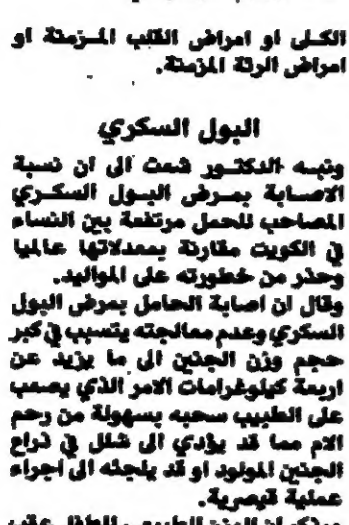 الكلى او امراض القلب المزمنة او
امراض الرئة المزمنة.
البول السكري
ونبه الدكتور شمت الى ان نسبة
الاصابة بمرض البول السكري
المصاحب للحمل مرتفعة بين النساء
في الكويت مقارنة بمعدلاتها عالميا
وحذر من خطورته على المواليد.
وقال ان اصابة الحامل بمرض البول
السكري وعدم معالجته يتسبب في كبر
حجم وزن الجنين الى ما يزيد عن
اربعة كيلوغرامات الامر الذي يصعب
على الطبيب سحبه بسهولة من رحم
الام مما قد يؤدي الى شلل في ذراع
الجنين المولود او قد يلجئه الى اجراء
عملية قيصرية.